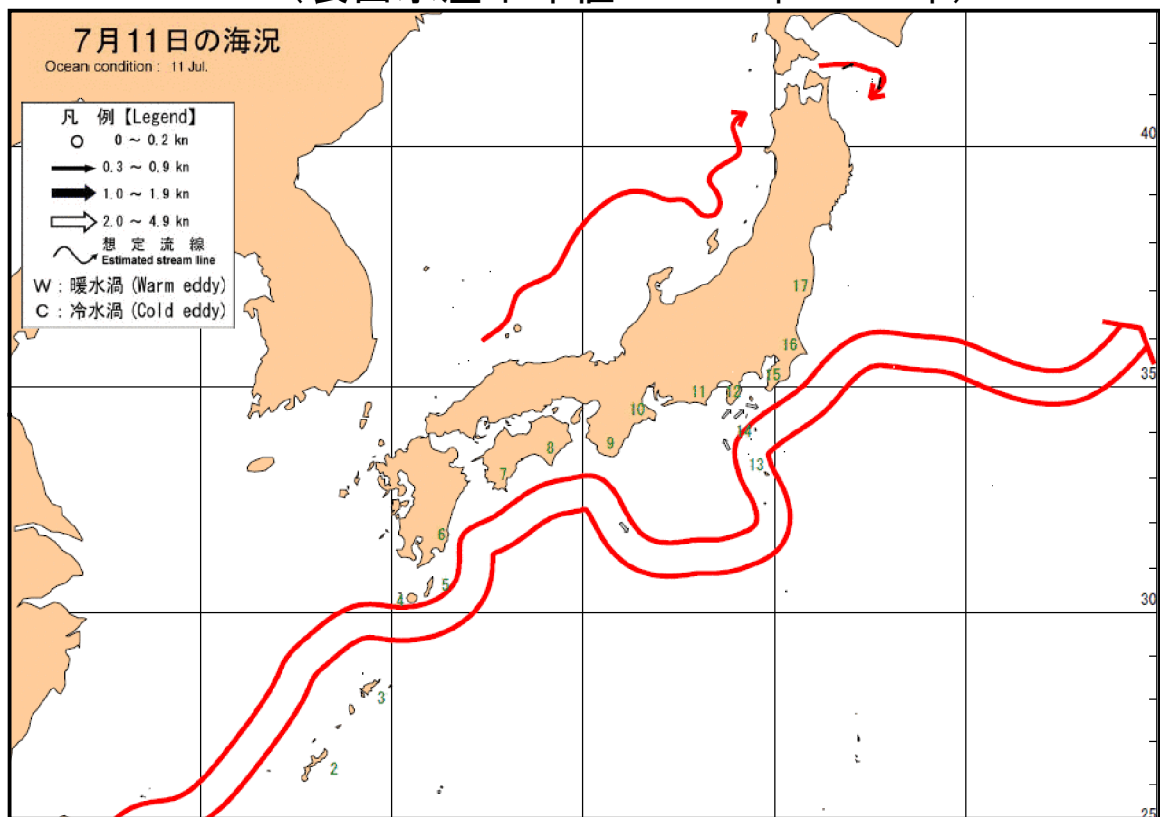 7月11日の海況
Ocean condition : 11 Jul.
凡 例【Legend】
0 ～ 0.2 kn
0.3 ～ 0.9 kn
1.0 ～ 1.9 kn
2.0 ～ 4.9 kn
想 定 流 線
Estimated stream line
W : 暖水渦 (Warm eddy)
C : 冷水渦 (Cold eddy)
40
17
16
35
15
12
11
10
14
9
8
13
7
6
5
4
30
3
2
25